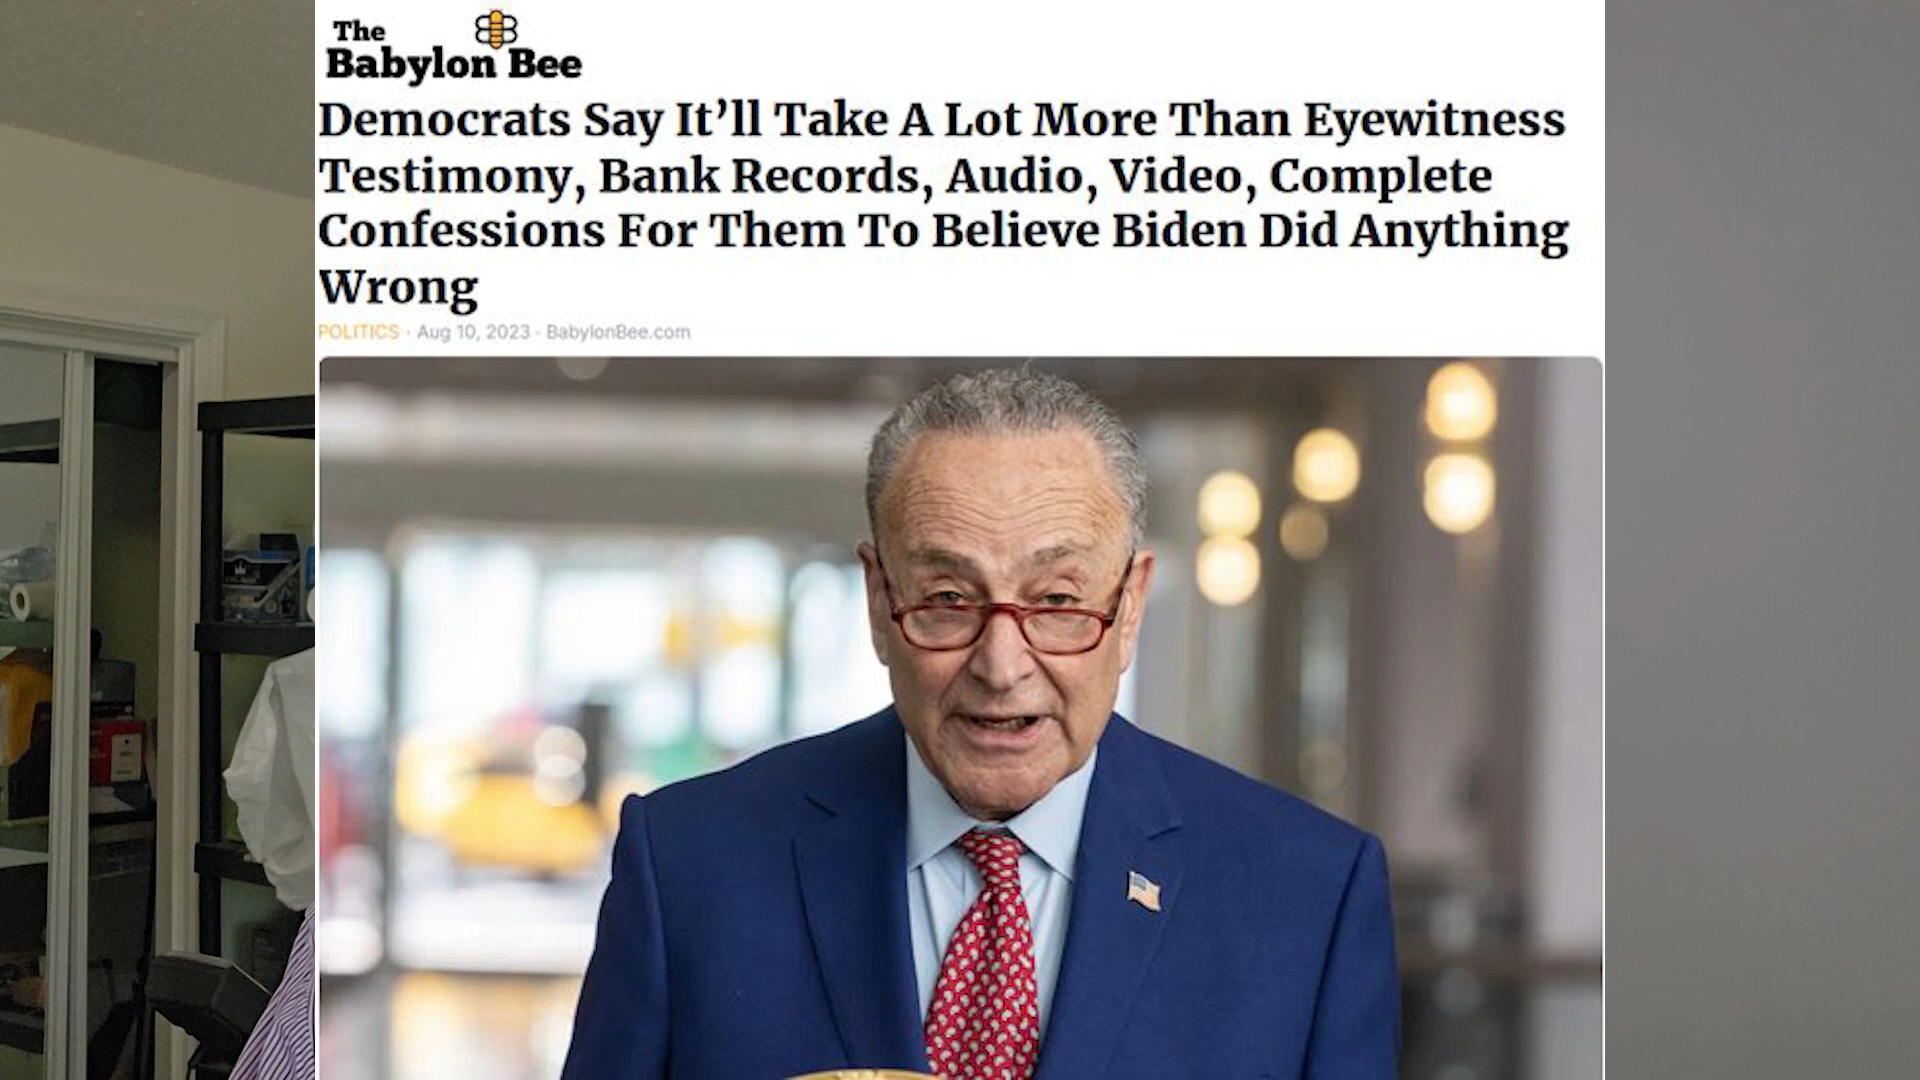 The
Babylon Bee
Democrats Say It’ll Take A Lot More Than Eyewitness
Testimony, Bank Records, Audio, Video, Complete
Confessions For Them To Believe Biden Did Anything
Wrong
POLITICS · Aug 10, 2023 - BabylonBee.com